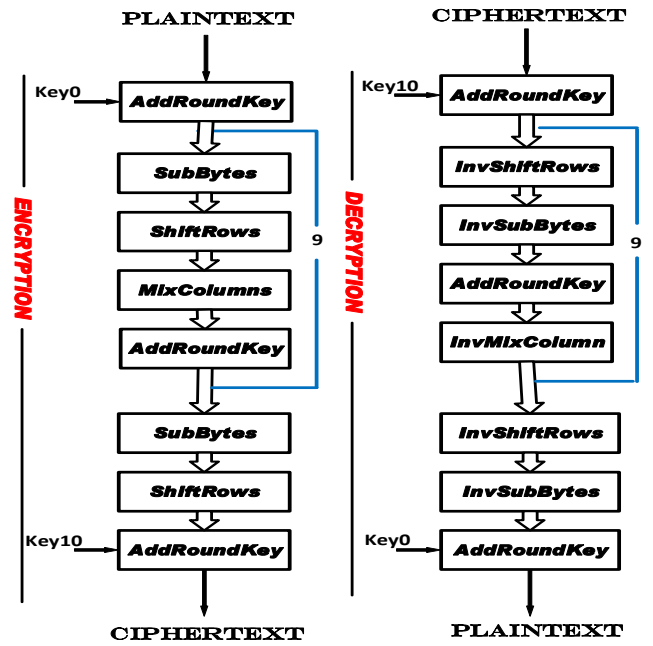 PLAINTEXT
Key0
AddRoundKey
SubBytes
ShiftRows
MixColumns
AddRoundKey
9
SubBytes
ShiftRows
Key10
AddRoundKey
CIPHERTEXT
ENCRYPTION
CIPHERTEXT
Key10
AddRoundKey
InvShiftRows
InvSubBytes
AddRoundKey
InvMixColumn
9
InvShiftRows
InvSubBytes
Key0
AddRoundKey
PLAINTEXT
DECRYPTION